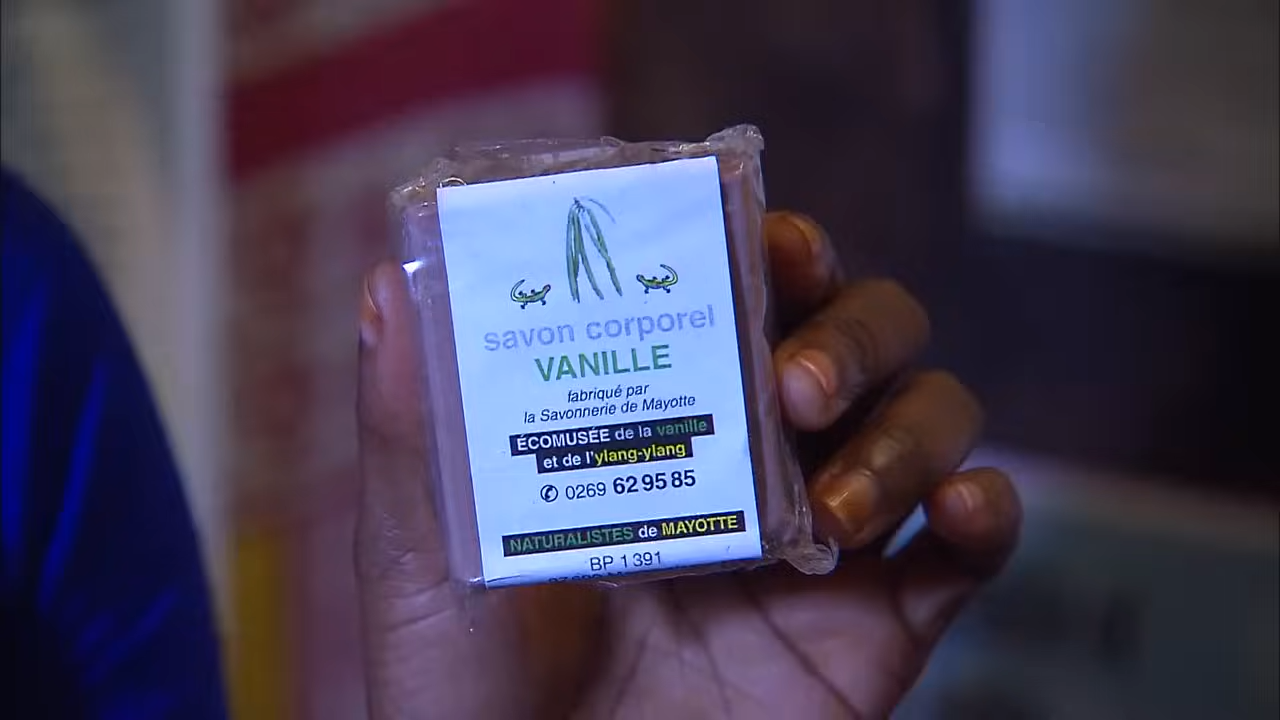 savon corporel
VANILLE
fabriqué par
la Savonnerie de Mayotte
ÉCOMUSÉE de la vanille
et de l'ylang-ylang
✆ 0269 62 95 85
NATURALISTES de MAYOTTE
BP 1391